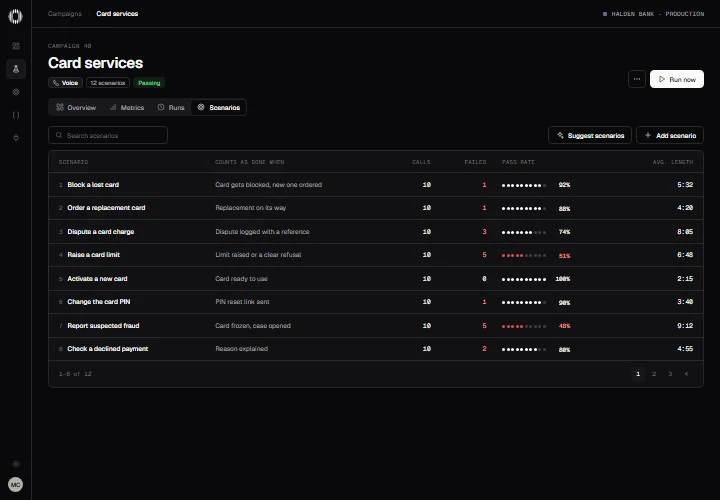 Campaigns Card services
HALDEN BANK · PRODUCTION
CAMPAIGN 40
Card services
Voice 12 scenarios Passing
Run now
Overview Metrics Runs Scenarios
Search scenarios
Suggest scenarios Add scenario
SCENARIO COUNTS AS DONE WHEN CALLS FAILED PASS RATE AVG. LENGTH
1 Block a lost card Card gets blocked, new one ordered 10 1 92% 5:32
2 Order a replacement card Replacement on its way 10 1 88% 4:20
3 Dispute a card charge Dispute logged with a reference 10 3 74% 8:05
4 Raise a card limit Limit raised or a clear refusal 10 5 51% 6:48
5 Activate a new card Card ready to use 10 0 100% 2:15
6 Change the card PIN PIN reset link sent 10 1 90% 3:40
7 Report suspected fraud Card frozen, case opened 10 5 48% 9:12
8 Check a declined payment Reason explained 10 2 80% 4:55
1–8 of 12
1 2 3 4
MC